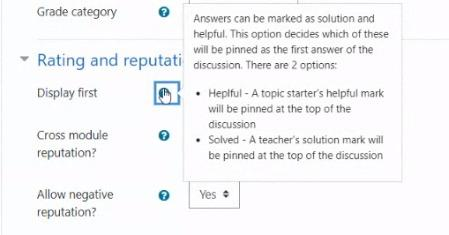 Grade category
Answers can be marked as solution and
helpful. This option decides which of these
will be pinned as the first answer of the
discussion. There are 2 options:
• Heplful - A topic starter's helpful mark
will be pinned at the top of the
discussion
• Solved - A teacher's solution mark will
be pinned at the top of the discussion
Rating and reputati
Display first
Cross module
reputation?
Allow negative
reputation?
Yes